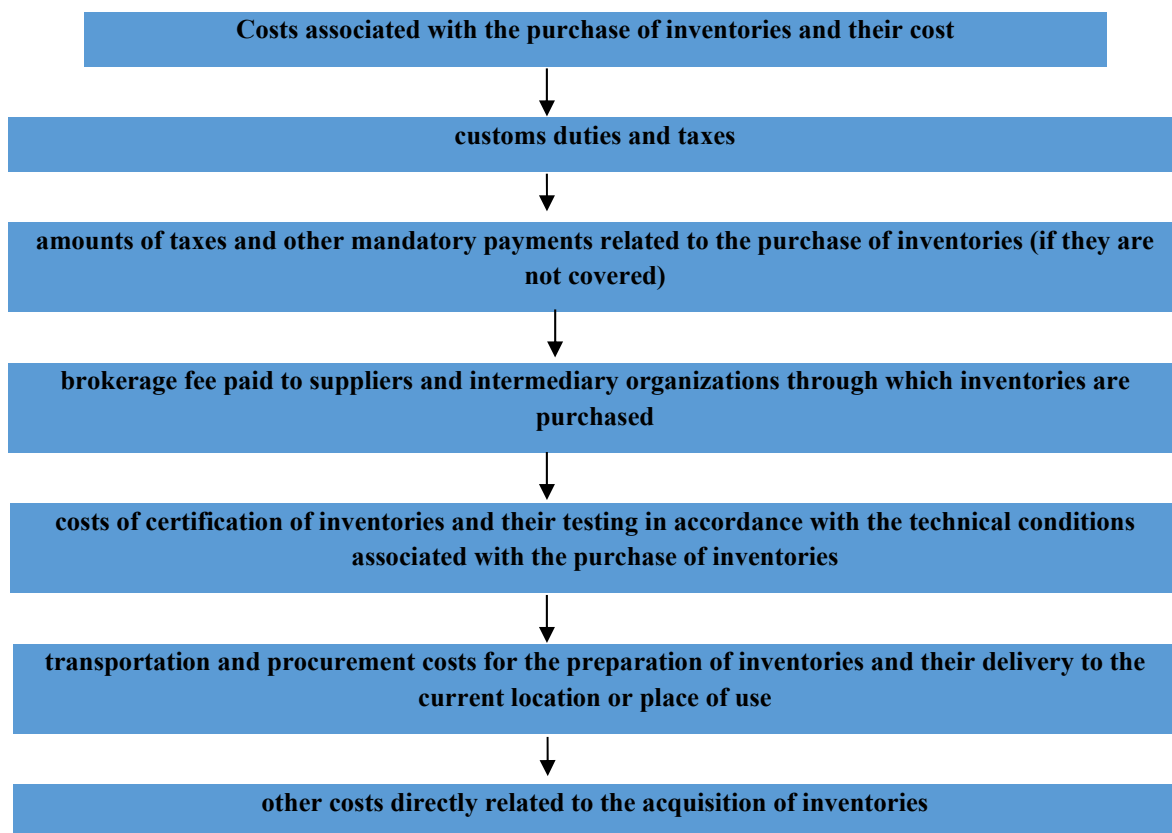 Costs associated with the purchase of inventories and their cost
customs duties and taxes
amounts of taxes and other mandatory payments related to the purchase of inventories (if they are
not covered)
brokerage fee paid to suppliers and intermediary organizations through which inventories are
purchased
costs of certification of inventories and their testing in accordance with the technical conditions
associated with the purchase of inventories
transportation and procurement costs for the preparation of inventories and their delivery to the
current location or place of use
other costs directly related to the acquisition of inventories